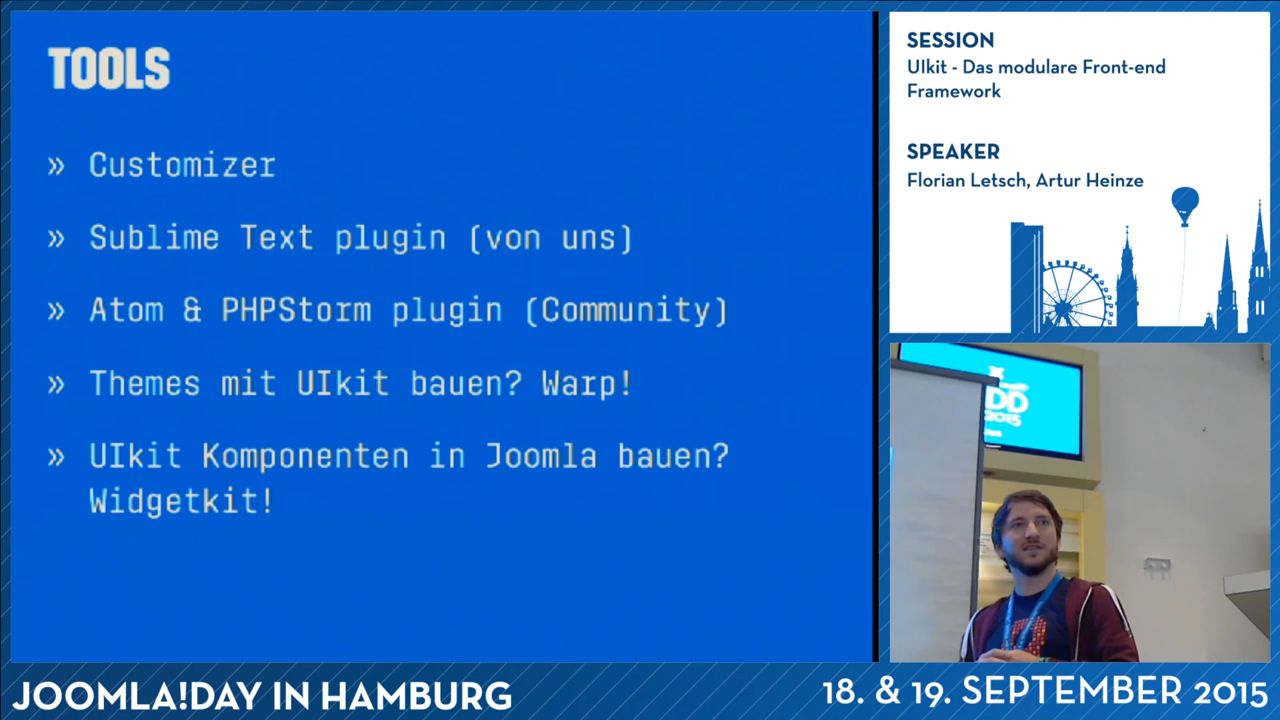 TOOLS
» Customizer
» Sublime Text plugin (von uns)
» Atom & PHPStorm plugin (Community)
» Themes mit UIkit bauen? Warp!
» UIkit Komponenten in Joomla bauen?
Widgetkit!
SESSION
UIkit - Das modulare Front-end
Framework
SPEAKER
Florian Letsch, Artur Heinze
2015
JOOMLA!DAY IN HAMBURG
18. & 19. SEPTEMBER 2015